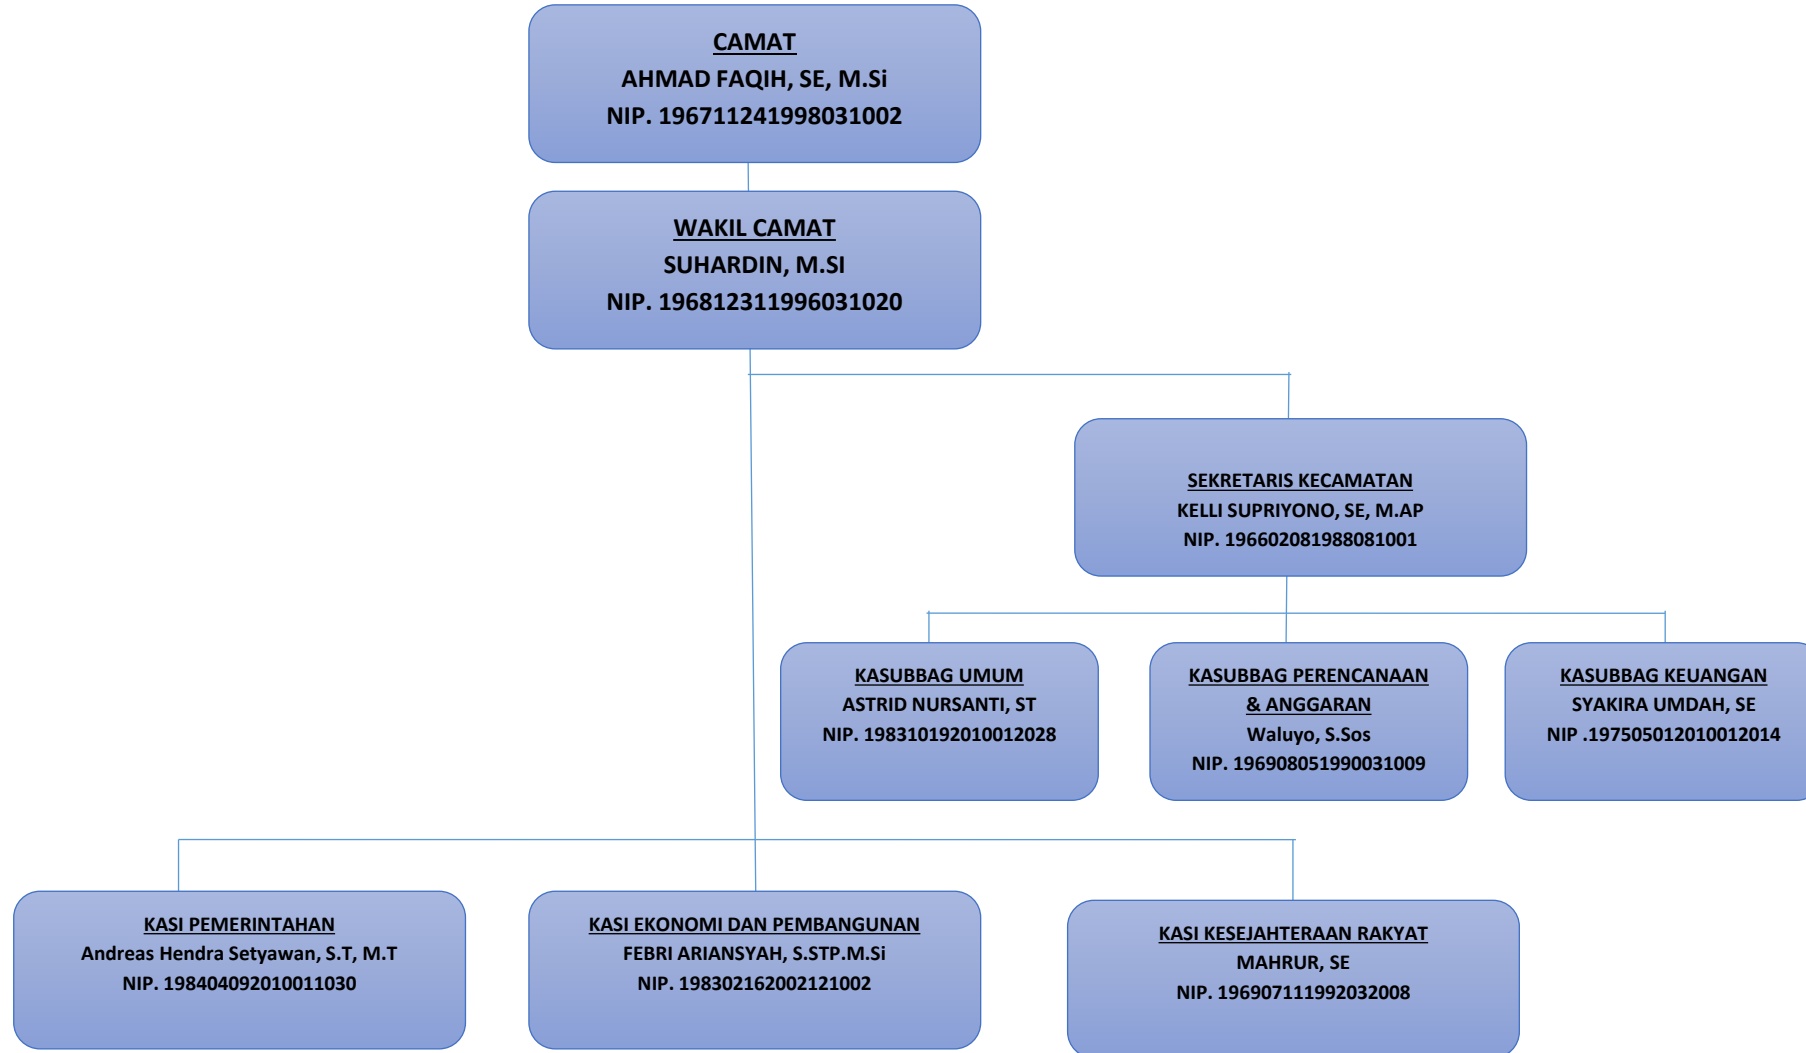 CAMAT
AHMAD FAQIH, SE, M.Si
NIP. 196711241998031002
WAKIL CAMAT
SUHARDIN, M.SI
NIP. 196812311996031020
SEKRETARIS KECAMATAN
KELLI SUPRIYONO, SE, M.AP
NIP. 196602081988081001
KASUBBAG UMUM
ASTRID NURSANTI, ST
NIP. 198310192010012028
KASUBBAG PERENCANAAN
& ANGGARAN
Waluyo, S.Sos
NIP. 196908051990031009
KASUBBAG KEUANGAN
SYAKIRA UMDAH, SE
NIP .197505012010012014
KASI PEMERINTAHAN
Andreas Hendra Setyawan, S.T, M.T
NIP. 198404092010011030
KASI EKONOMI DAN PEMBANGUNAN
FEBRI ARIANSYAH, S.STP.M.Si
NIP. 198302162002121002
KASI KESEJAHTERAAN RAKYAT
MAHRUR, SE
NIP. 196907111992032008